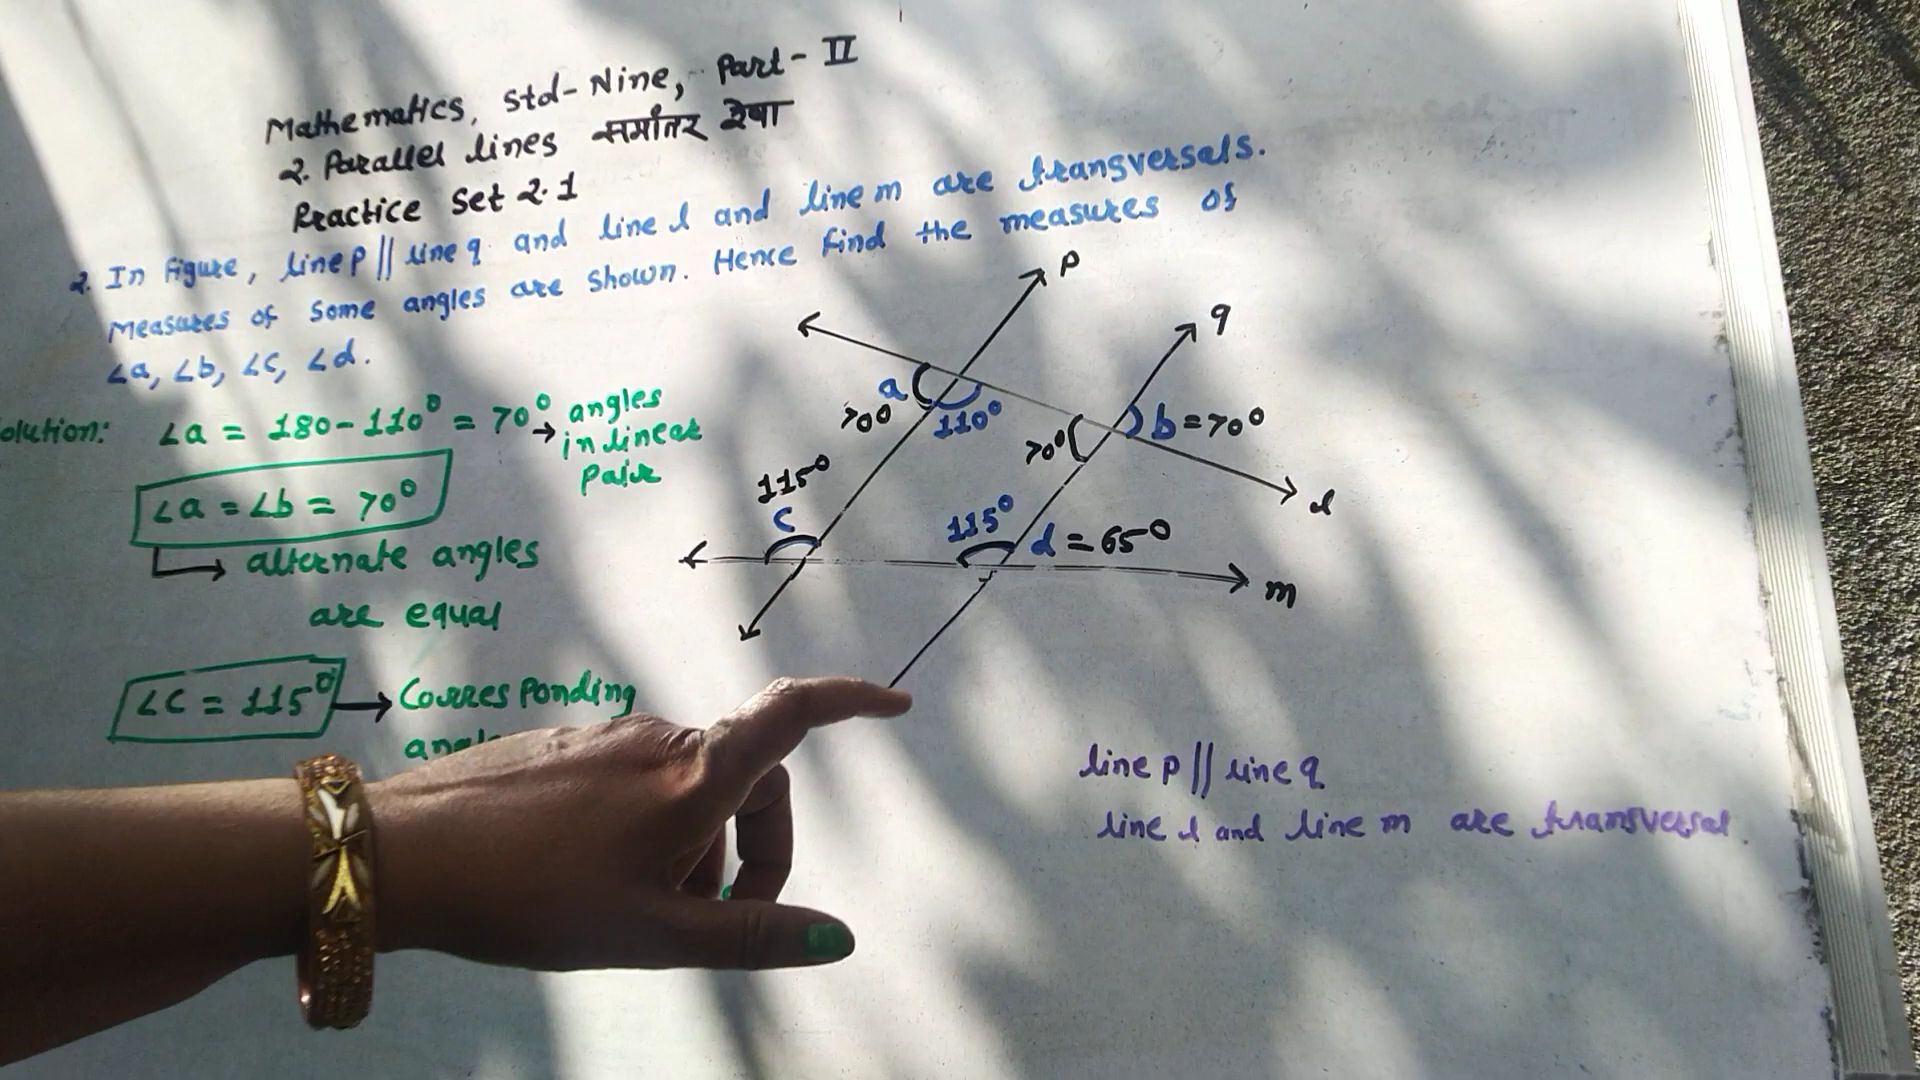 Mathematics, Std-Nine, Part-II
2. Parallel lines समांतर रेषा
Practice Set 2.1
2. In Figure, line p || line q and line l and line m are transversals.
Measures of some angles are shown. Hence find the measures of
∠a, ∠b, ∠c, ∠d.
olution: ∠a = 180-110° = 70° → angles in linear pair
∠a = ∠b = 70°
→ alternate angles
are equal
∠c = 115° → Corresponding
p
q
a
70°
110°
70°
b = 70°
l
115°
c
115°
d = 65°
m
line p || line q
line l and line m are transversal.